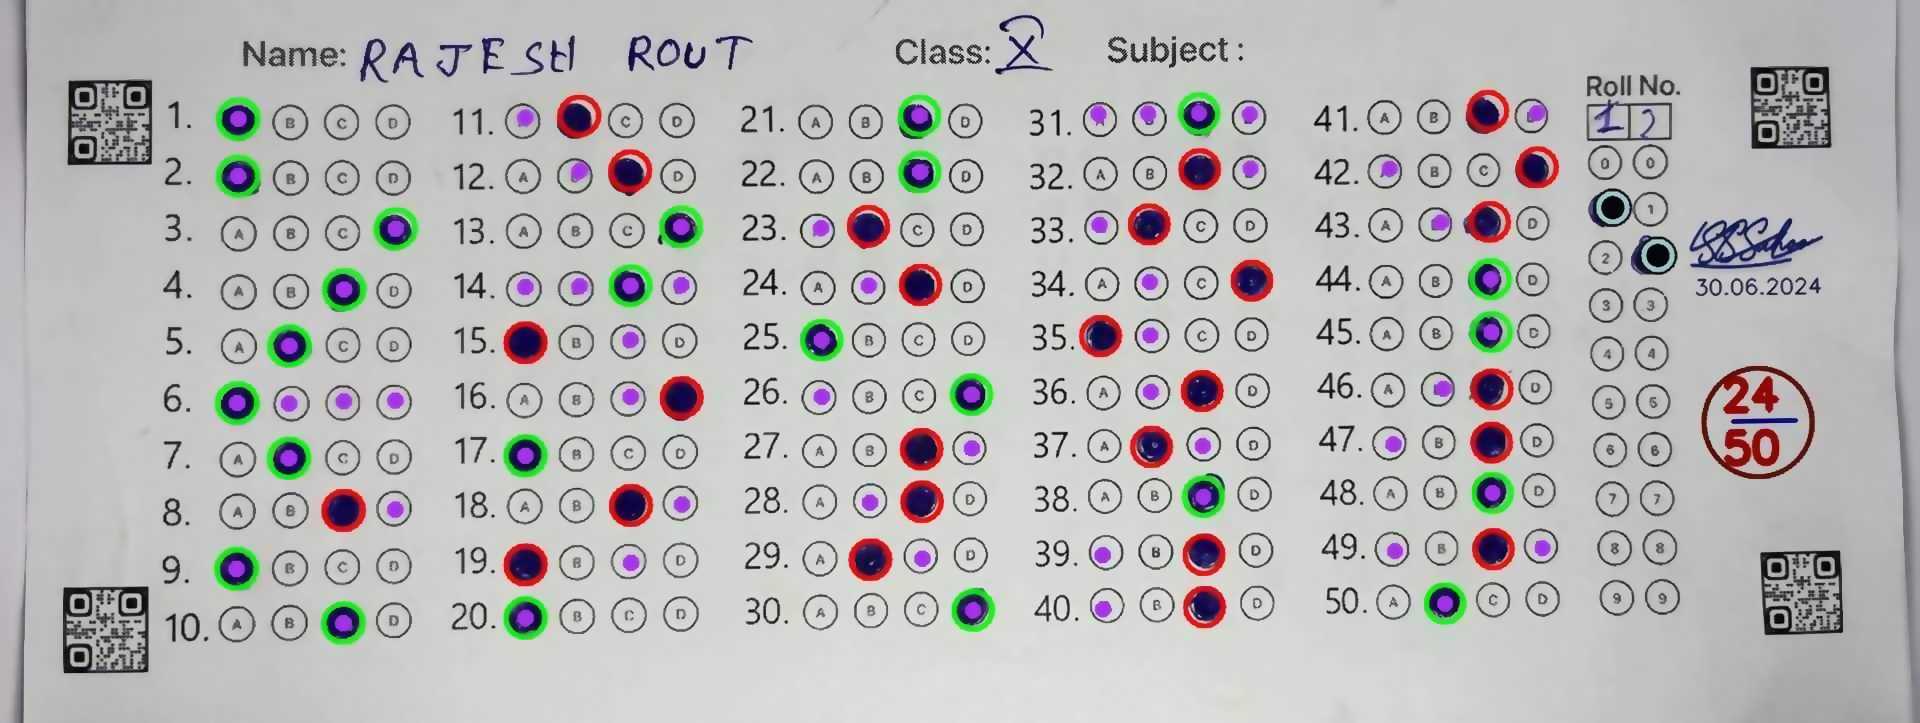 Name: RAJESH ROUT Class: X Subject :
Roll No.
12
1. B C D 11. C D 21. A B D 31. 41. A B
2. B C D 12. A D 22. A B D 32. A B 42. B C
3. A B C 13. A B C 23. C D 33. C D 43. A D
4. A B D 14. 24. A D 34. A C 44. A B D
5. A C D 15. B D 25. B C D 35. C D 45. A B D
6. 16. A B 26. B C 36. A D 46. A D
7. A C D 17. B C D 27. A B 37. A D 47. B D
8. A B 18. A B 28. A D 38. A B D 48. A B D
9. B C D 19. B D 29. A D 39. B D 49. B
10. A B D 20. B C D 30. A B C 40. B D 50. A C D
0 0
1
2
3 3
4 4
5 5
6 6
7 7
8 8
9 9
30.06.2024
24
50